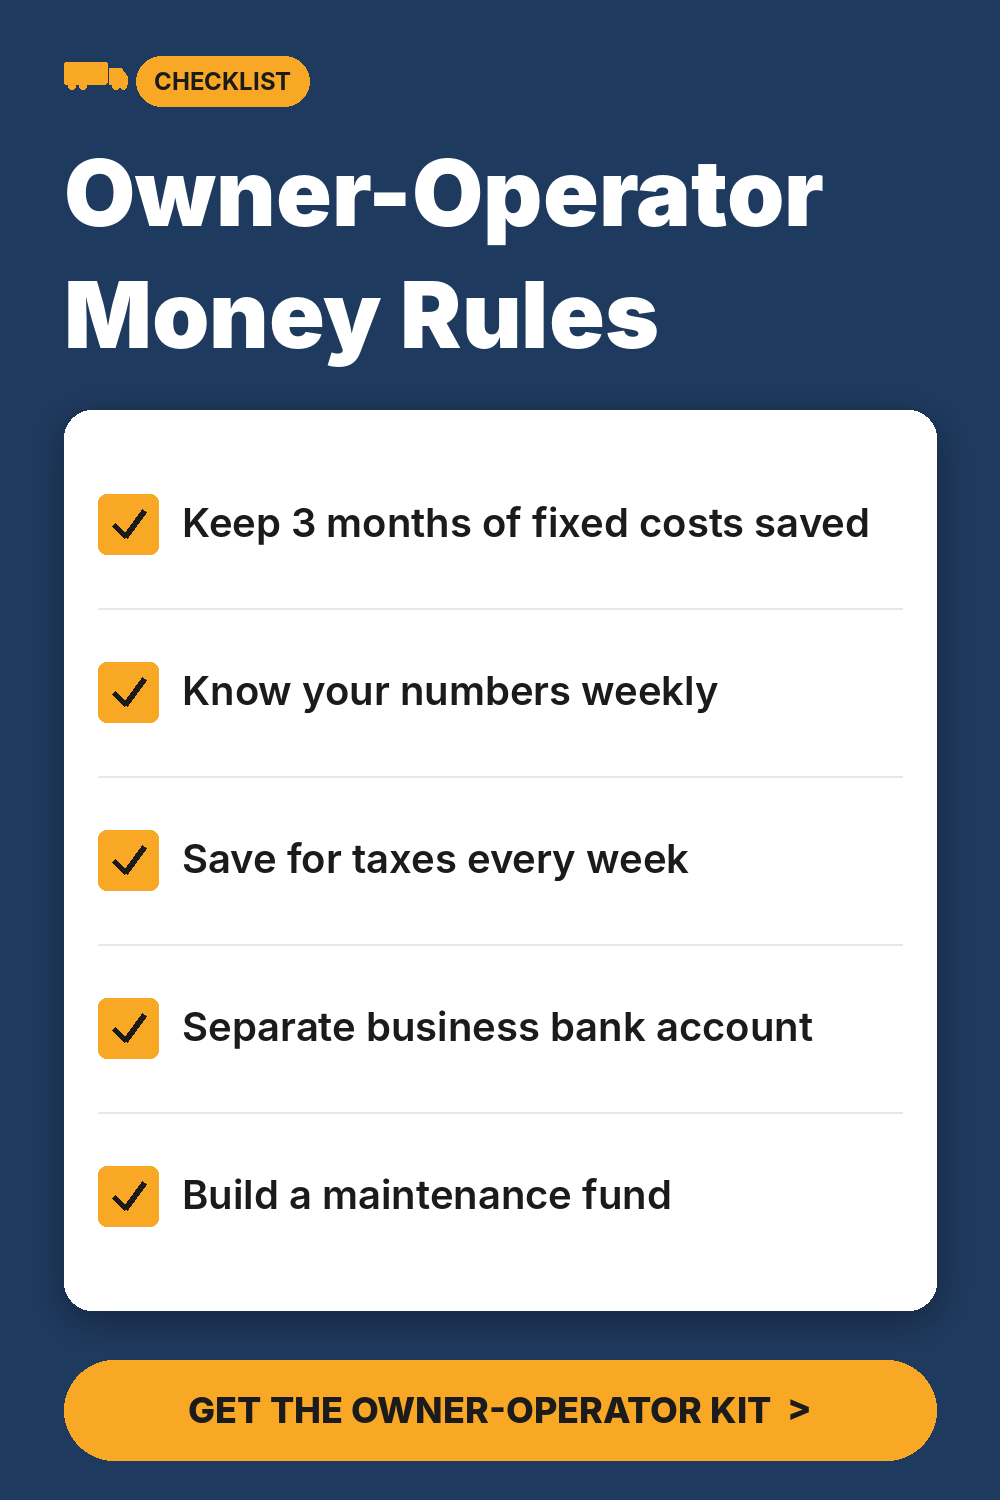 CHECKLIST
Owner-Operator
Money Rules
Keep 3 months of fixed costs saved
Know your numbers weekly
Save for taxes every week
Separate business bank account
Build a maintenance fund
GET THE OWNER-OPERATOR KIT >